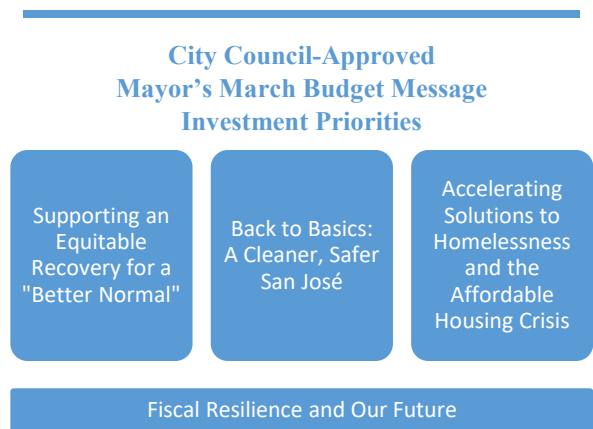 City Council-Approved
Mayor’s March Budget Message
Investment Priorities
Supporting an
Equitable
Recovery for a
"Better Normal"
Back to Basics:
A Cleaner, Safer
San José
Accelerating
Solutions to
Homelessness
and the
Affordable
Housing Crisis
Fiscal Resilience and Our Future